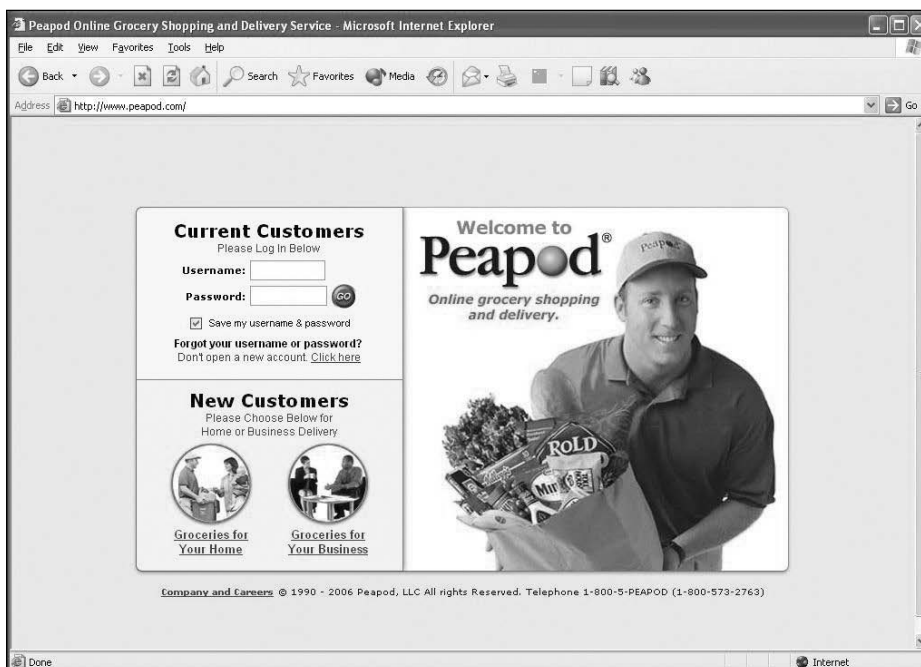 Peapod Online Grocery Shopping and Delivery Service - Microsoft Internet Explorer
File Edit View Favorites Tools Help
Back Search Favorites Media
Address http://www.peapod.com/ Go
Current Customers
Please Log In Below
Username:
Password: GO
Save my username & password
Forgot your username or password?
Don't open a new account. Click here
New Customers
Please Choose Below for
Home or Business Delivery
Groceries for
Your Home
Groceries for
Your Business
Welcome to
Peapod®
Online grocery shopping
and delivery.
Peapod
ROLD
Company and Careers © 1990 - 2006 Peapod, LLC All rights Reserved. Telephone 1-800-5-PEAPOD (1-800-573-2763)
Done Internet